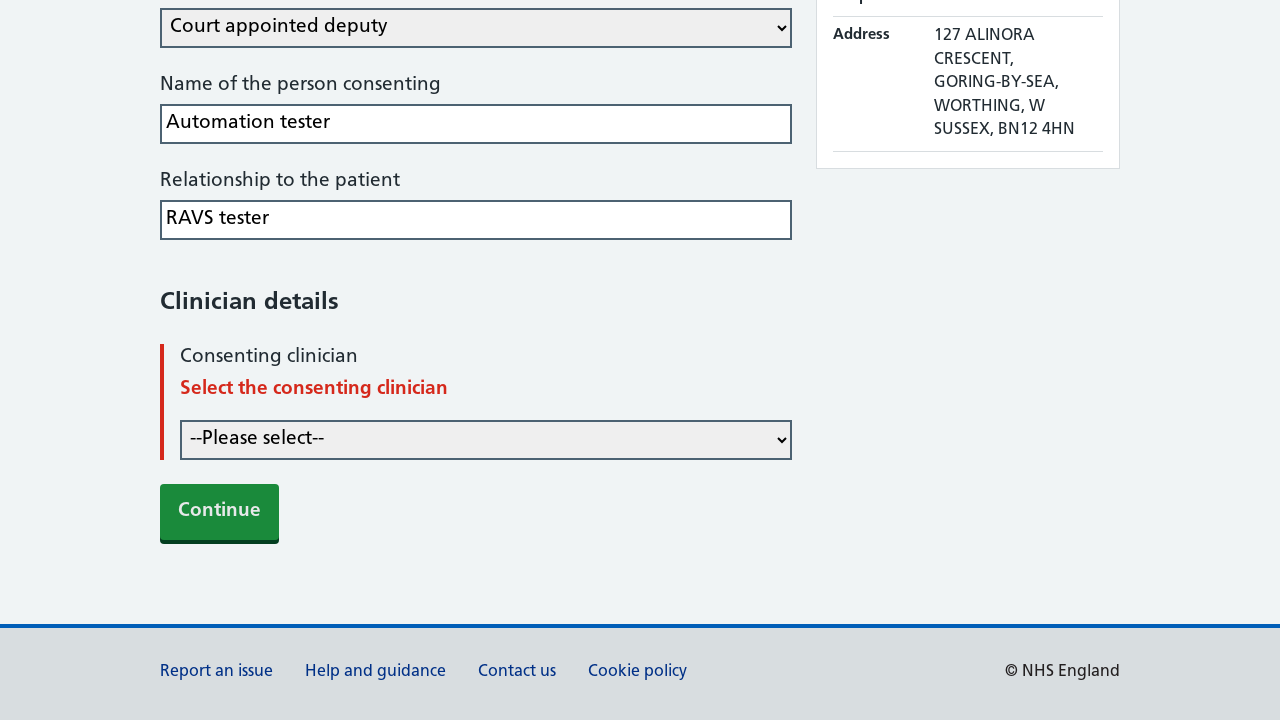 Court appointed deputy
Name of the person consenting
Automation tester
Relationship to the patient
RAVS tester
Clinician details
Consenting clinician
Select the consenting clinician
--Please select--
Continue
Address
127 ALINORA
CRESCENT,
GORING-BY-SEA,
WORTHING, W
SUSSEX, BN12 4HN
Report an issue
Help and guidance
Contact us
Cookie policy
© NHS England